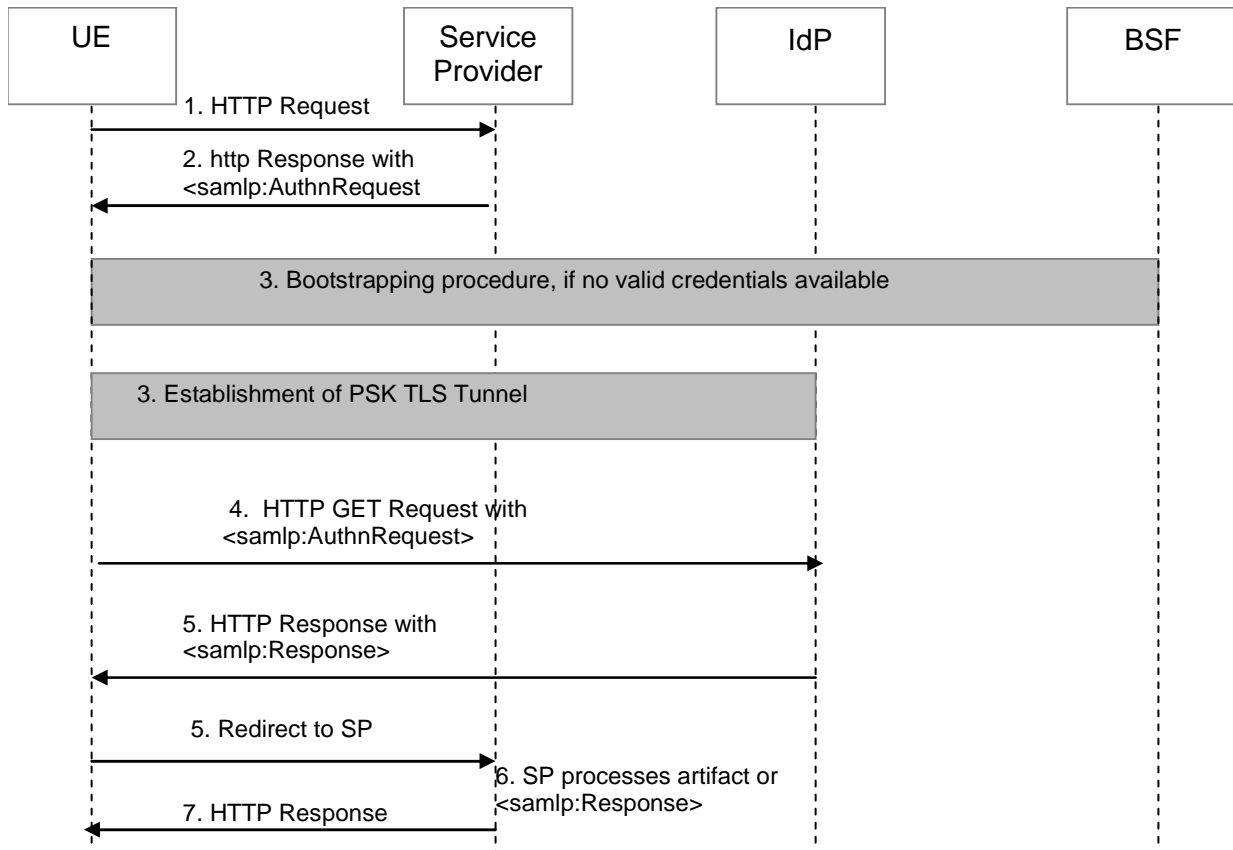 UE
Service
Provider
IdP
BSF
1. HTTP Request
2. http Response with
<samlp:AuthnRequest
3. Bootstrapping procedure, if no valid credentials available
3. Establishment of PSK TLS Tunnel
4. HTTP GET Request with
<samlp:AuthnRequest>
5. HTTP Response with
<samlp:Response>
5. Redirect to SP
6. SP processes artifact or
<samlp:Response>
7. HTTP Response